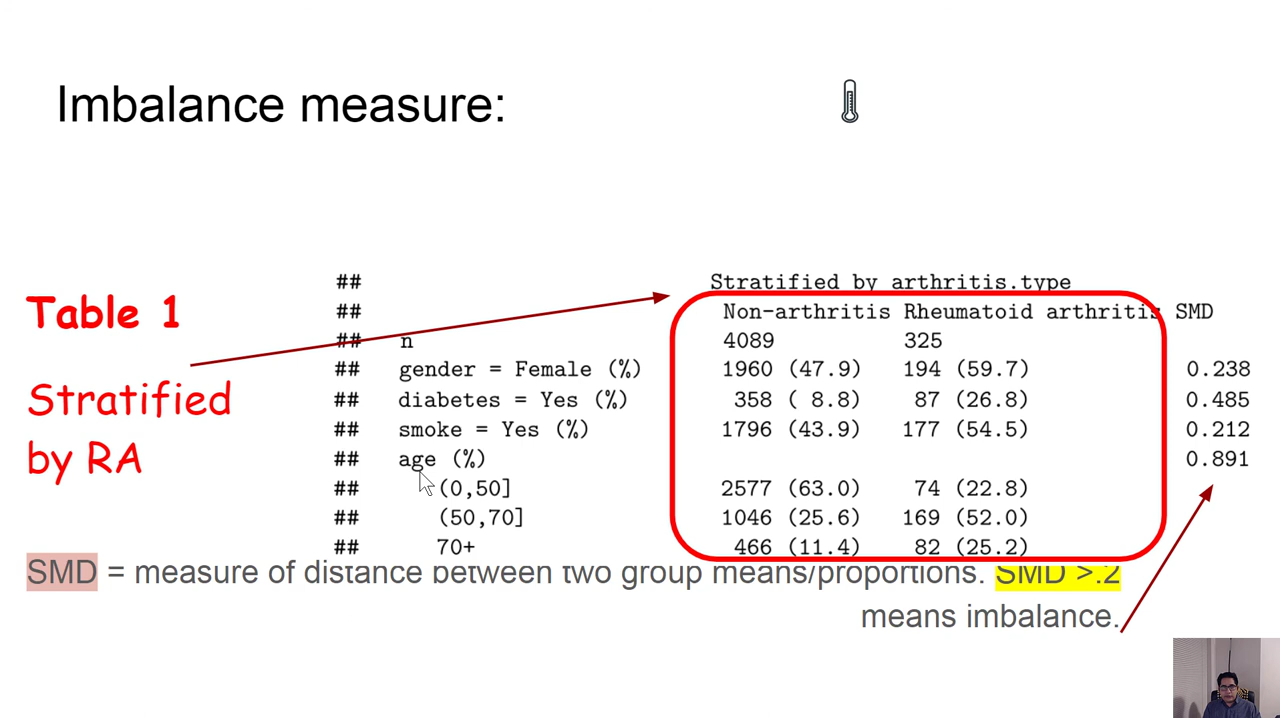 Imbalance measure:
Table 1
Stratified
by RA
## Stratified by arthritis.type
## Non-arthritis Rheumatoid arthritis SMD
## n 4089 325
## gender = Female (%) 1960 (47.9) 194 (59.7) 0.238
## diabetes = Yes (%) 358 ( 8.8) 87 (26.8) 0.485
## smoke = Yes (%) 1796 (43.9) 177 (54.5) 0.212
## age (%) 0.891
## (0,50] 2577 (63.0) 74 (22.8)
## (50,70] 1046 (25.6) 169 (52.0)
## 70+ 466 (11.4) 82 (25.2)
SMD = measure of distance between two group means/proportions. SMD >.2
means imbalance.